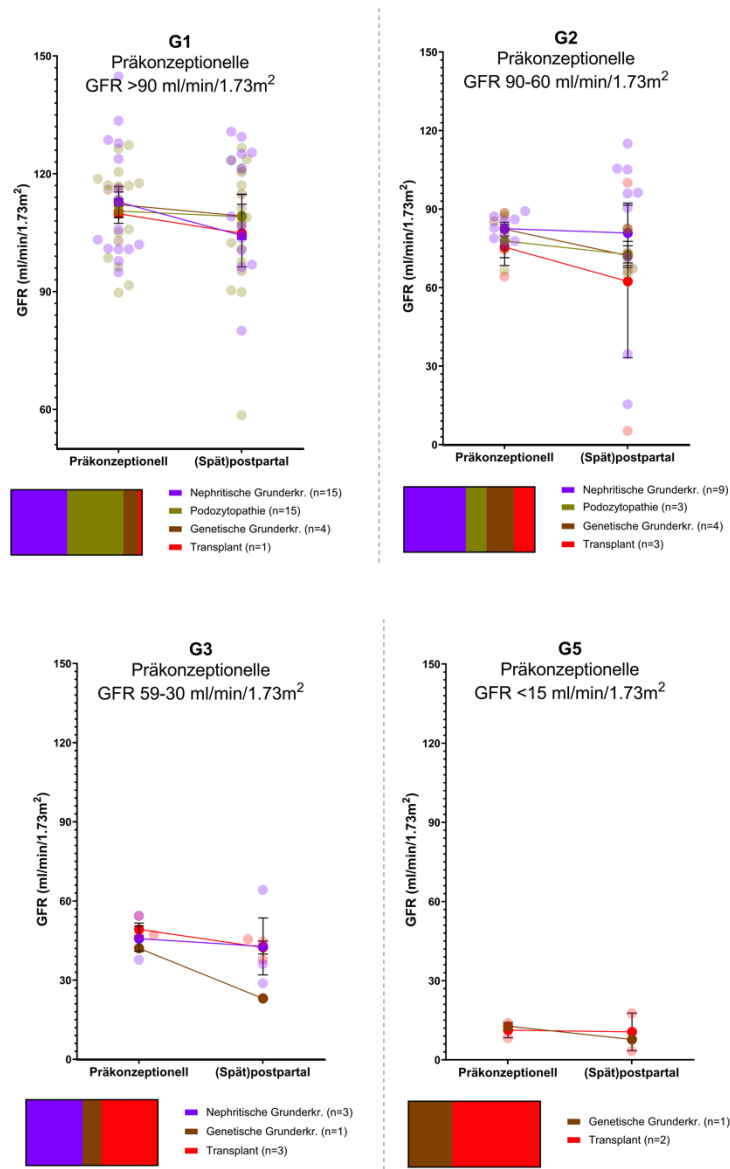 G1
Präkonzeptionelle
GFR >90 ml/min/1.73m²
150
120
90
60
GFR (ml/min/1.73m²)
Präkonzeptionell
(Spät)postpartal
Nephritische Grunderkr. (n=15)
Podozytopathie (n=15)
Genetische Grunderkr. (n=4)
Transplant (n=1)
G2
Präkonzeptionelle
GFR 90-60 ml/min/1.73m²
150
120
90
60
30
0
GFR (ml/min/1.73m²)
Präkonzeptionell
(Spät)postpartal
Nephritische Grunderkr. (n=9)
Podozytopathie (n=3)
Genetische Grunderkr. (n=4)
Transplant (n=3)
G3
Präkonzeptionelle
GFR 59-30 ml/min/1.73m²
150
120
90
60
30
0
GFR (ml/min/1.73m²)
Präkonzeptionell
(Spät)postpartal
Nephritische Grunderkr. (n=3)
Genetische Grunderkr. (n=1)
Transplant (n=3)
G5
Präkonzeptionelle
GFR <15 ml/min/1.73m²
150
120
90
60
30
0
GFR (ml/min/1.73m²)
Präkonzeptionell
(Spät)postpartal
Genetische Grunderkr. (n=1)
Transplant (n=2)